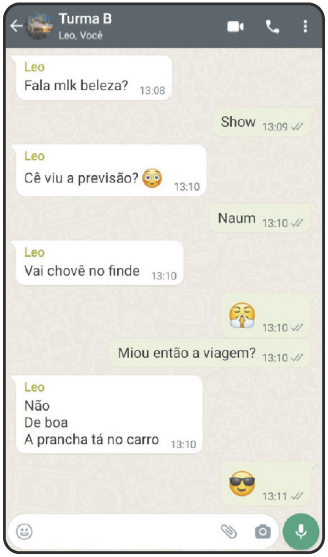 Turma B
Leo, Você
Leo
Fala mlk beleza? 13:08
Show 13:09
Leo
Cê viu a previsão? 😳 13:10
Naum 13:10
Leo
Vai chovê no finde 13:10
😤 13:10
Miou então a viagem? 13:10
Leo
Não
De boa
A prancha tá no carro 13:10
😎 13:11